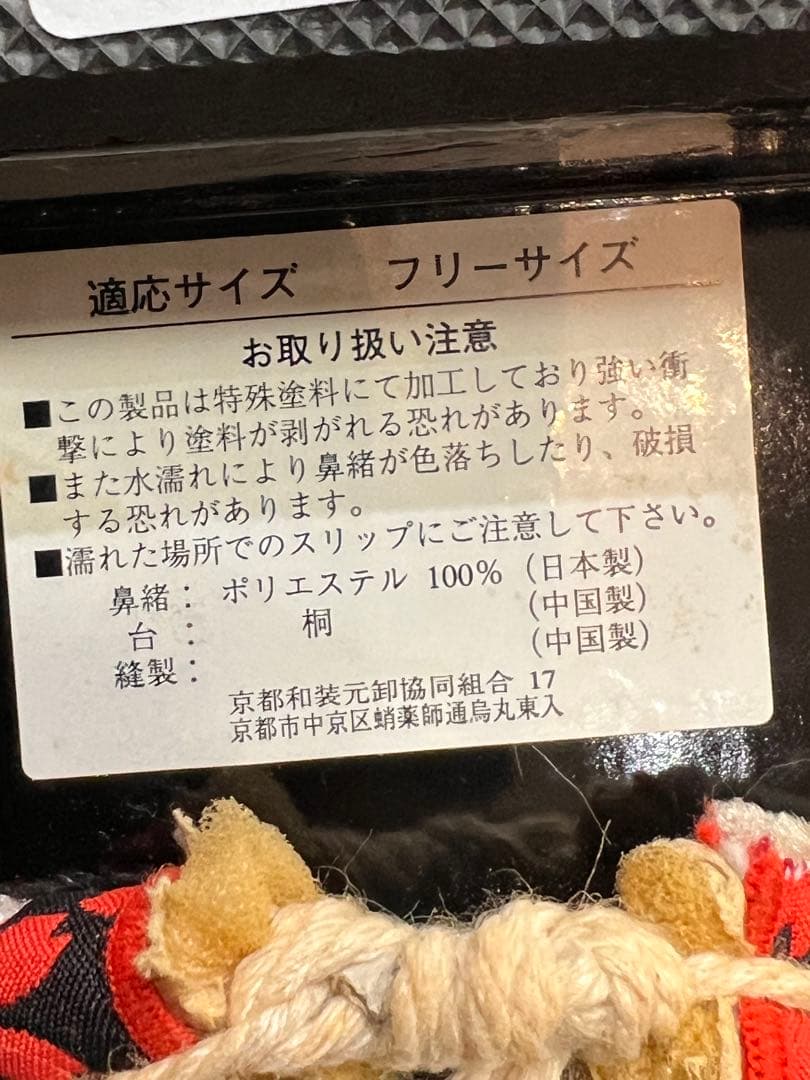 適応サイズ　フリーサイズ
お取り扱い注意
■この製品は特殊塗料にて加工しており強い衝
撃により塗料が剥がれる恐れがあります。
■また水濡れにより鼻緒が色落ちしたり、破損
する恐れがあります。
■濡れた場所でのスリップにご注意して下さい。
鼻緒： ポリエステル 100% (日本製)
台： 桐 (中国製)
縫製： (中国製)
京都和装元卸協同組合 17
京都市中京区蛸薬師通烏丸東入